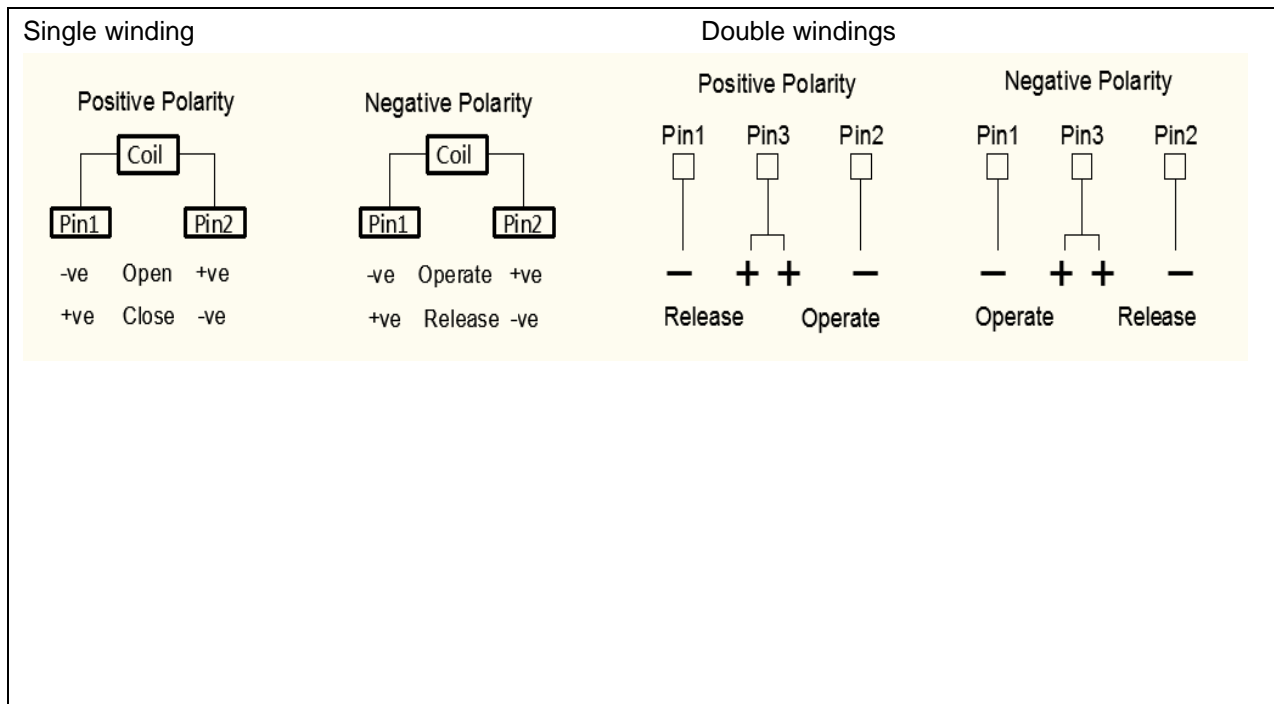 Single winding
Double windings
Positive Polarity
Coil
Pin1 Pin2
-ve Open +ve
+ve Close -ve
Negative Polarity
Coil
Pin1 Pin2
-ve Operate +ve
+ve Release -ve
Positive Polarity
Pin1 Pin3 Pin2
− + + −
Release Operate
Negative Polarity
Pin1 Pin3 Pin2
− + + −
Operate Release